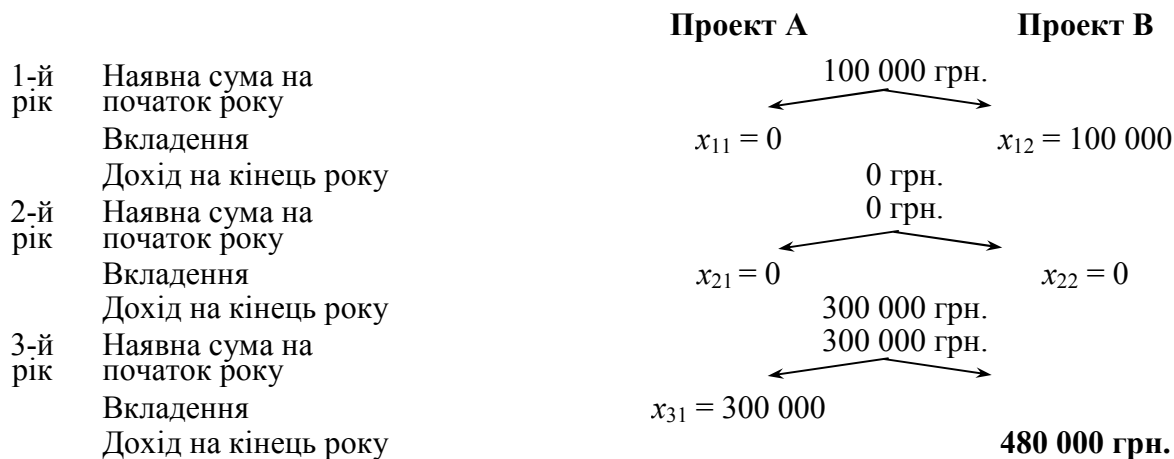 Проект А Проект В
1-й Наявна сума на 100 000 грн.
рік початок року
Вкладення x11 = 0 x12 = 100 000
Дохід на кінець року 0 грн.
2-й Наявна сума на 0 грн.
рік початок року
Вкладення x21 = 0 x22 = 0
Дохід на кінець року 300 000 грн.
3-й Наявна сума на 300 000 грн.
рік початок року
Вкладення x31 = 300 000
Дохід на кінець року 480 000 грн.